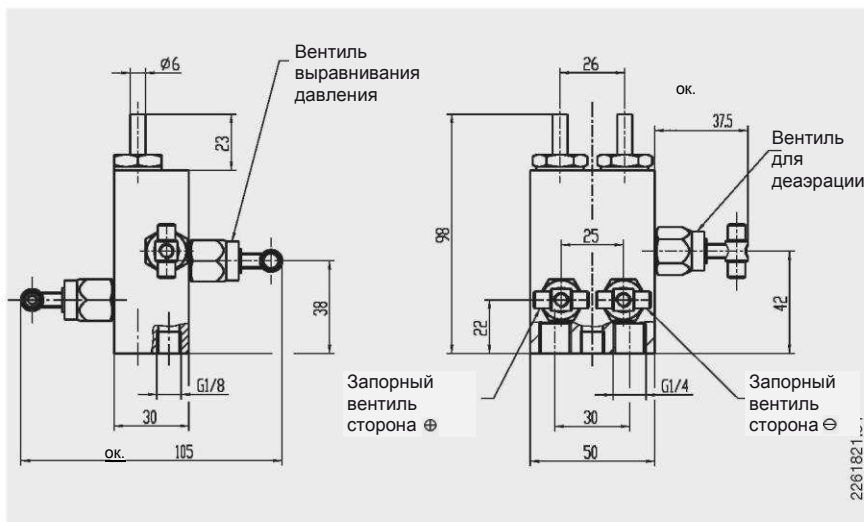 Ø6
Вентиль
выравнивания
давления
23
38
G1/8
30
ок. 105
26
ок.
37.5
Вентиль
для
деаэрации
98
25
42
22
Запорный
вентиль
сторона ⊕
G1/4
Запорный
вентиль
сторона ⊖
30
50